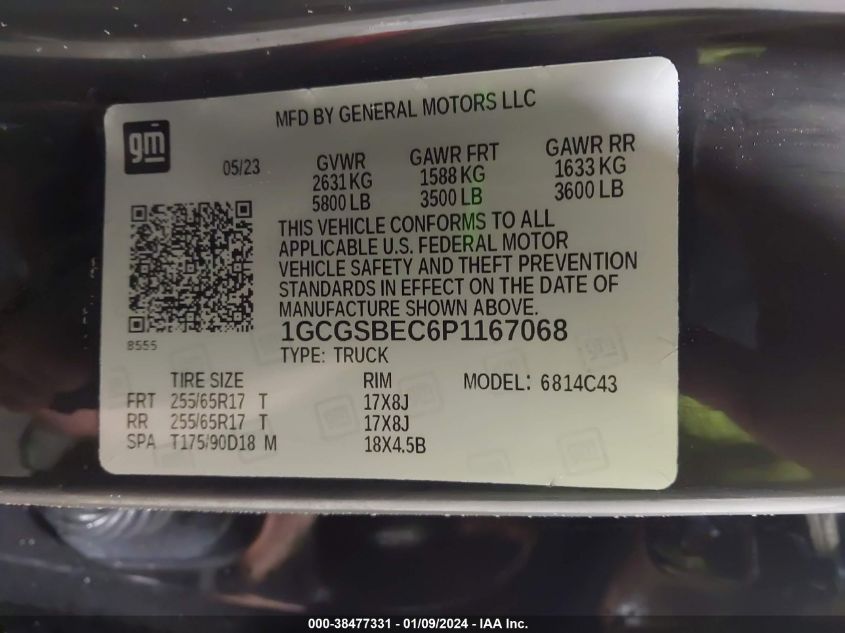 MFD BY GENERAL MOTORS LLC
gm
05/23
GVWR GAWR FRT GAWR RR
2631 KG 1588 KG 1633 KG
5800 LB 3500 LB 3600 LB
THIS VEHICLE CONFORMS TO ALL
APPLICABLE U.S. FEDERAL MOTOR
VEHICLE SAFETY AND THEFT PREVENTION
STANDARDS IN EFFECT ON THE DATE OF
MANUFACTURE SHOWN ABOVE.
1GCGSBEC6P1167068
8555
TYPE: TRUCK
TIRE SIZE RIM MODEL: 6814C43
FRT 255/65R17 T 17X8J
RR 255/65R17 T 17X8J
SPA T175/90D18 M 18X4.5B
000-38477331 - 01/09/2024 - IAA Inc.